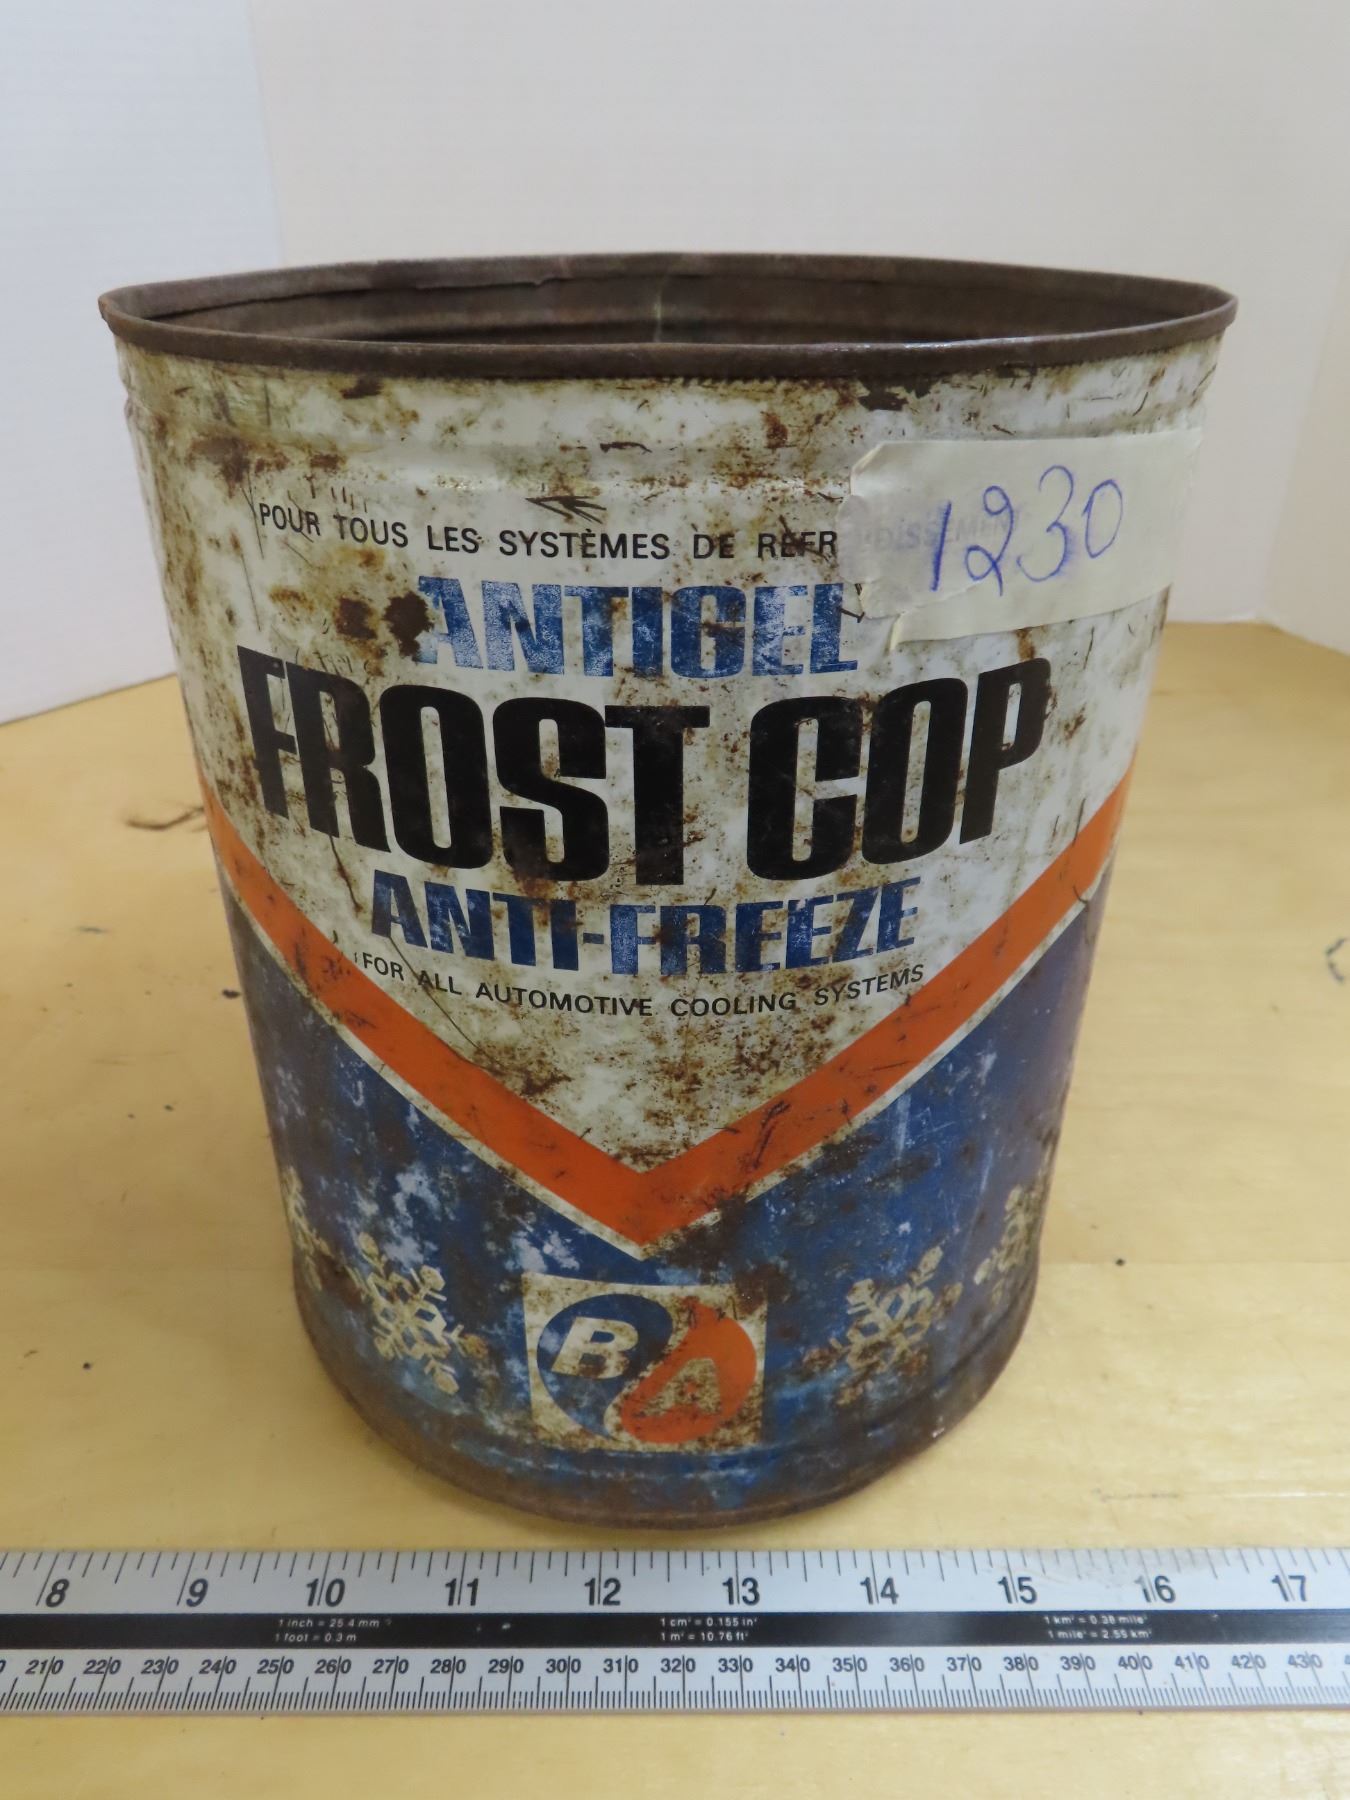 POUR TOUS LES SYSTÈMES DE REFR DISSEMENT
1230
ANTIGEL
FROST COP
ANTI-FREEZE
FOR ALL AUTOMOTIVE COOLING SYSTEMS
BA
8 9 10 11 12 13 14 15 16 17
1 inch = 25.4 mm 1 cm² = 0.155 in² 1 km² = 0.38 mile²
1 foot = 0.3 m 1 m² = 10.76 ft² 1 mile² = 2.55 km²
0 210 220 230 240 250 260 270 280 290 300 310 320 330 340 350 360 370 380 390 400 410 420 430 4